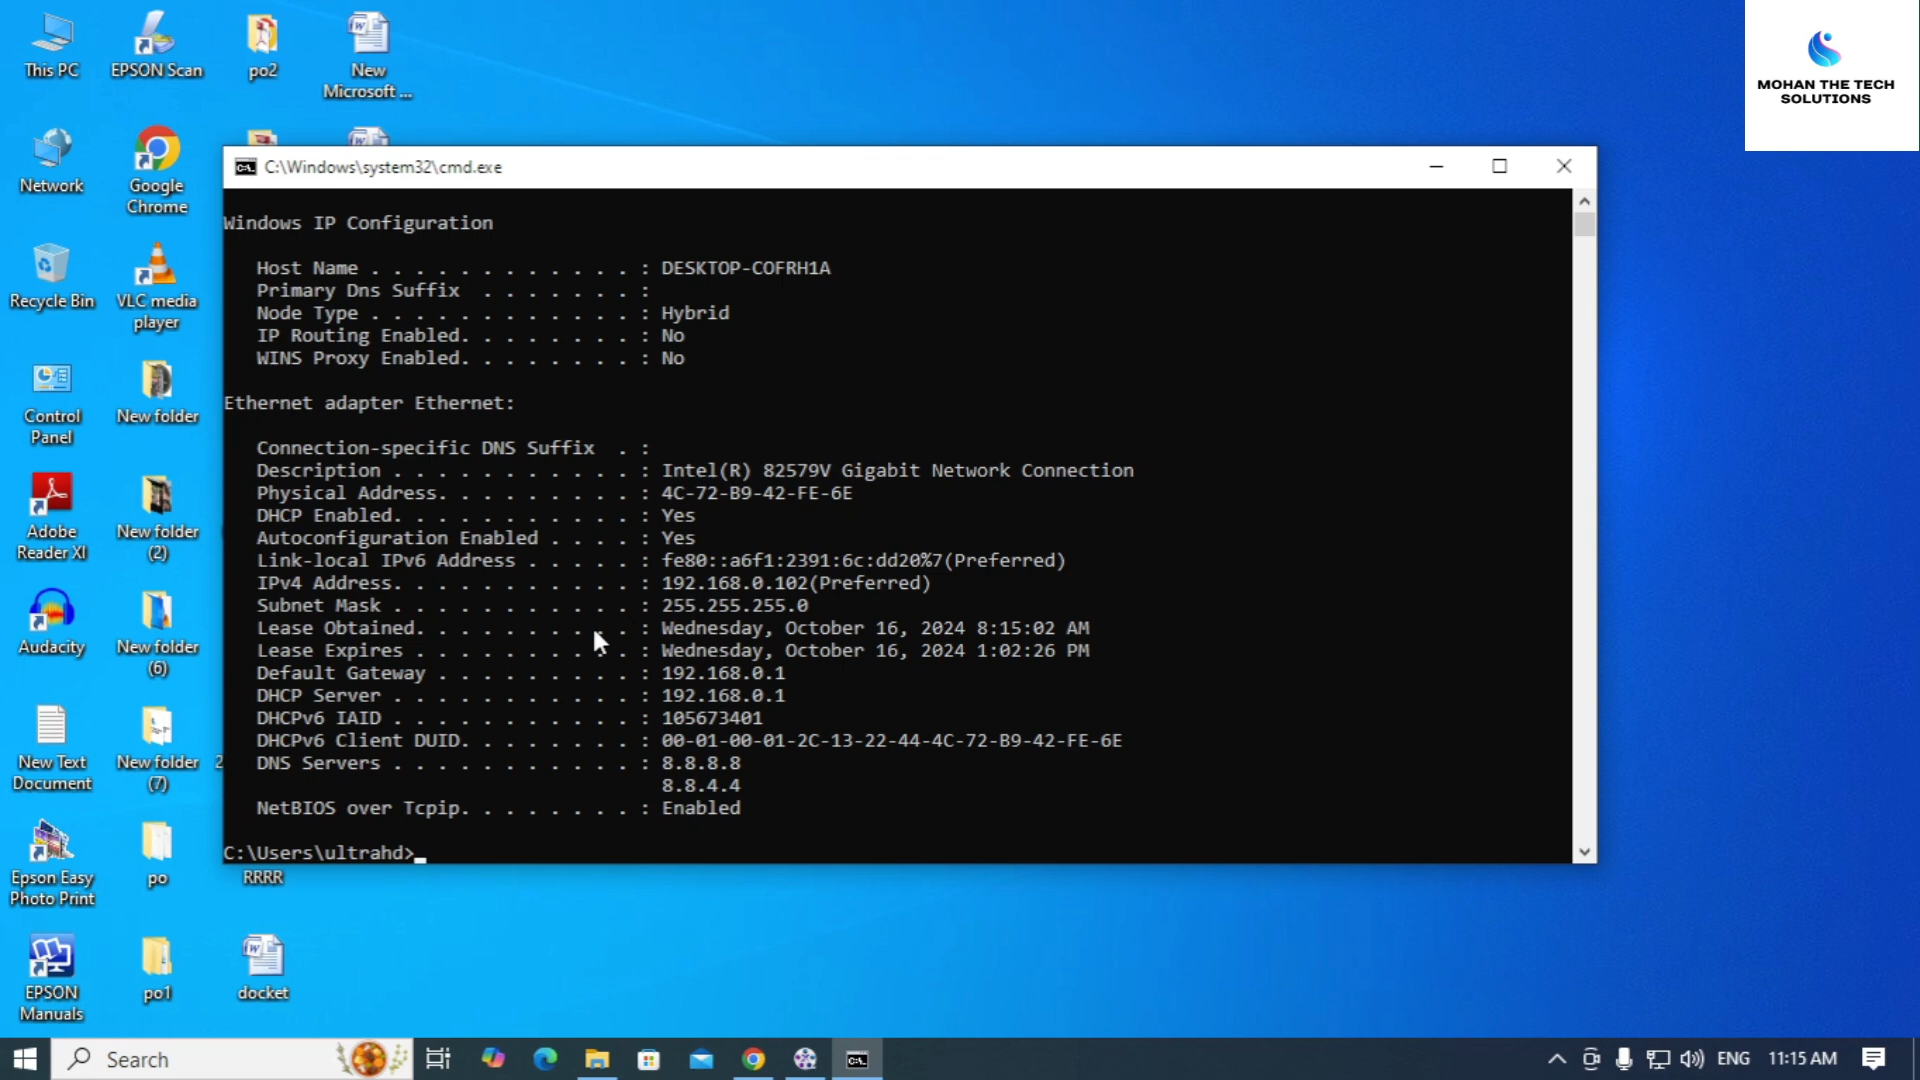 This PC
EPSON Scan
po2
New
Microsoft ...
MOHAN THE TECH
SOLUTIONS
Network
Google
Chrome
Recycle Bin
VLC media
player
Control
Panel
New folder
Adobe
Reader XI
New folder
(2)
Audacity
New folder
(6)
New Text
Document
New folder
(7)
2
Epson Easy
Photo Print
po
RRRR
EPSON
Manuals
po1
docket
C:\Windows\system32\cmd.exe
Windows IP Configuration
Host Name . . . . . . . . . . . . : DESKTOP-COFRH1A
Primary Dns Suffix  . . . . . . . :
Node Type . . . . . . . . . . . . : Hybrid
IP Routing Enabled. . . . . . . . : No
WINS Proxy Enabled. . . . . . . . : No
Ethernet adapter Ethernet:
Connection-specific DNS Suffix  . :
Description . . . . . . . . . . . : Intel(R) 82579V Gigabit Network Connection
Physical Address. . . . . . . . . : 4C-72-B9-42-FE-6E
DHCP Enabled. . . . . . . . . . . : Yes
Autoconfiguration Enabled . . . . : Yes
Link-local IPv6 Address . . . . . : fe80::a6f1:2391:6c:dd20%7(Preferred)
IPv4 Address. . . . . . . . . . . : 192.168.0.102(Preferred)
Subnet Mask . . . . . . . . . . . : 255.255.255.0
Lease Obtained. . . . . . . . . . : Wednesday, October 16, 2024 8:15:02 AM
Lease Expires . . . . . . . . . . : Wednesday, October 16, 2024 1:02:26 PM
Default Gateway . . . . . . . . . : 192.168.0.1
DHCP Server . . . . . . . . . . . : 192.168.0.1
DHCPv6 IAID . . . . . . . . . . . : 105673401
DHCPv6 Client DUID. . . . . . . . : 00-01-00-01-2C-13-22-44-4C-72-B9-42-FE-6E
DNS Servers . . . . . . . . . . . : 8.8.8.8
8.8.4.4
NetBIOS over Tcpip. . . . . . . . : Enabled
C:\Users\ultrahd>
Search
ENG
11:15 AM